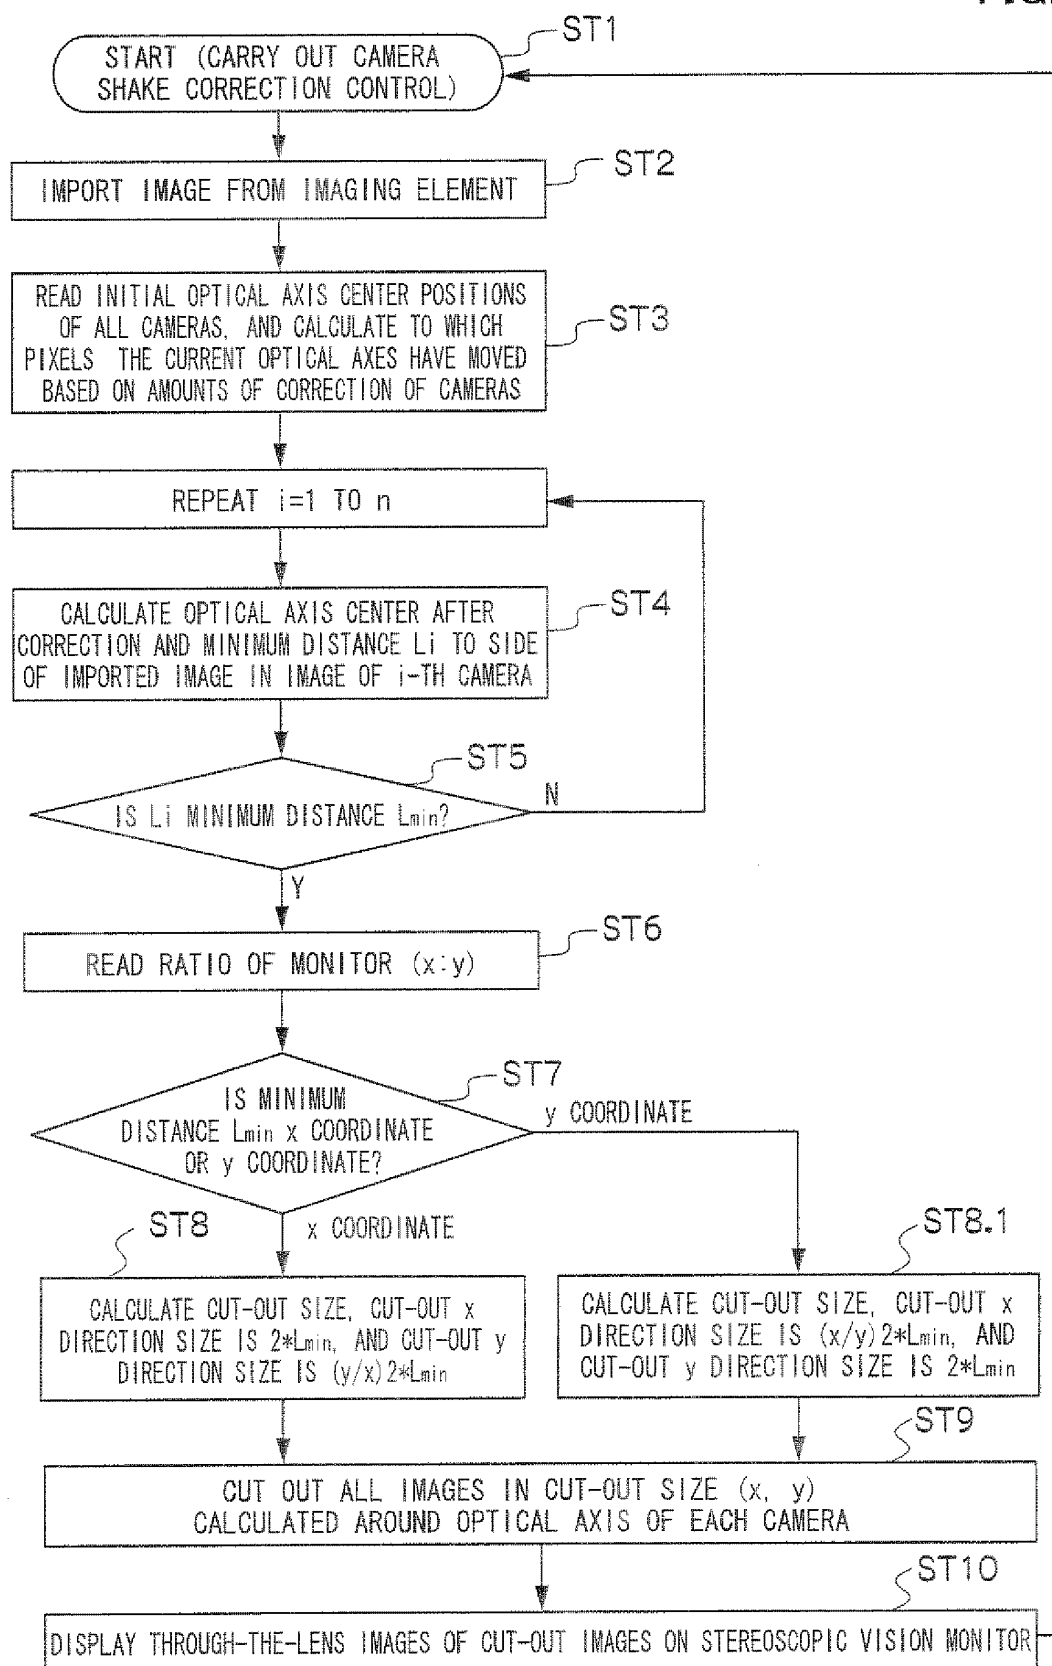 FIG.
START (CARRY OUT CAMERA
SHAKE CORRECTION CONTROL)
ST1
IMPORT IMAGE FROM IMAGING ELEMENT
ST2
READ INITIAL OPTICAL AXIS CENTER POSITIONS
OF ALL CAMERAS, AND CALCULATE TO WHICH
PIXELS THE CURRENT OPTICAL AXES HAVE MOVED
BASED ON AMOUNTS OF CORRECTION OF CAMERAS
ST3
REPEAT i=1 TO n
CALCULATE OPTICAL AXIS CENTER AFTER
CORRECTION AND MINIMUM DISTANCE Li TO SIDE
OF IMPORTED IMAGE IN IMAGE OF i-TH CAMERA
ST4
IS Li MINIMUM DISTANCE Lmin?
ST5
N
Y
READ RATIO OF MONITOR (x:y)
ST6
IS MINIMUM
DISTANCE Lmin x COORDINATE
OR y COORDINATE?
ST7
y COORDINATE
x COORDINATE
ST8
CALCULATE CUT-OUT SIZE, CUT-OUT x
DIRECTION SIZE IS 2*Lmin, AND CUT-OUT y
DIRECTION SIZE IS (y/x)2*Lmin
ST8.1
CALCULATE CUT-OUT SIZE, CUT-OUT x
DIRECTION SIZE IS (x/y)2*Lmin, AND
CUT-OUT y DIRECTION SIZE IS 2*Lmin
ST9
CUT OUT ALL IMAGES IN CUT-OUT SIZE (x, y)
CALCULATED AROUND OPTICAL AXIS OF EACH CAMERA
ST10
DISPLAY THROUGH-THE-LENS IMAGES OF CUT-OUT IMAGES ON STEREOSCOPIC VISION MONITOR